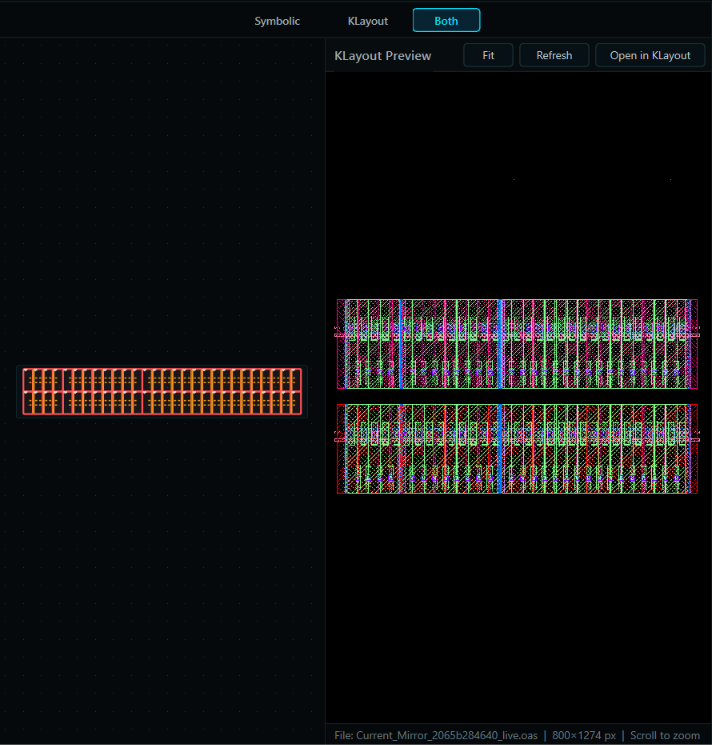 Symbolic KLayout Both
KLayout Preview Fit Refresh Open in KLayout
File: Current_Mirror_2065b284640_live.oas | 800×1274 px | Scroll to zoom